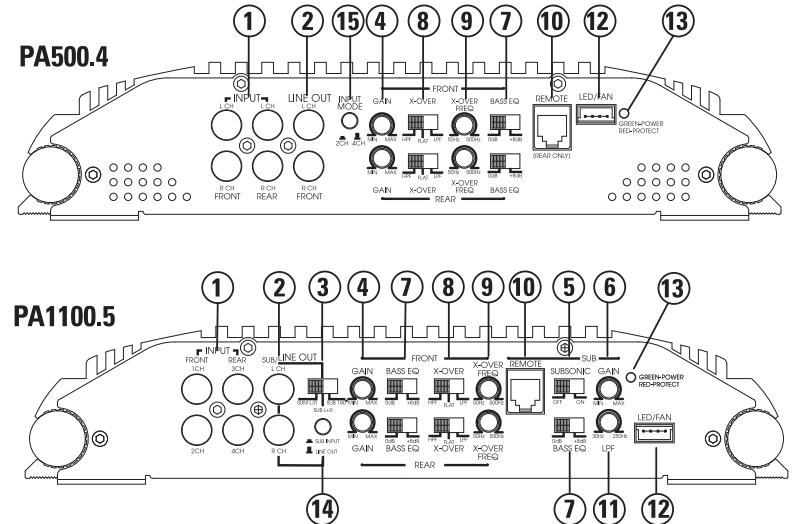 1 2 15 4 8 9 7 10 12 13
PA500.4
FRONT
INPUT LINE OUT INPUT MODE GAIN X-OVER X-OVER FREQ BASS EQ REMOTE LED/FAN
L CH L CH L CH
GREEN-POWER
RED-PROTECT
2CH 4CH
MIN MAX HPF FLAT LPF 50Hz 500Hz 0dB +8dB
(REAR ONLY)
MIN MAX HPF FLAT LPF 50Hz 500Hz 0dB +8dB
R CH R CH R CH
FRONT REAR FRONT
GAIN X-OVER X-OVER FREQ BASS EQ
REAR
1 2 3 4 7 8 9 10 5 6 13
PA1100.5
INPUT
FRONT REAR SUB/LINE OUT
1CH 3CH L CH
FRONT SUB
GAIN BASS EQ X-OVER X-OVER FREQ REMOTE SUBSONIC GAIN
GREEN-POWER
RED-PROTECT
SUB 180°
SUB L+R
MIN MAX 0dB +8dB HPF FLAT LPF 50Hz 500Hz OFF ON MIN MAX
LED/FAN
SUB INPUT
LINE OUT
MIN MAX 0dB +8dB HPF FLAT LPF 50Hz 500Hz 0dB +8dB 30Hz 250Hz
2CH 4CH R CH
GAIN BASS EQ X-OVER X-OVER FREQ BASS EQ LPF
REAR
14 7 11 12